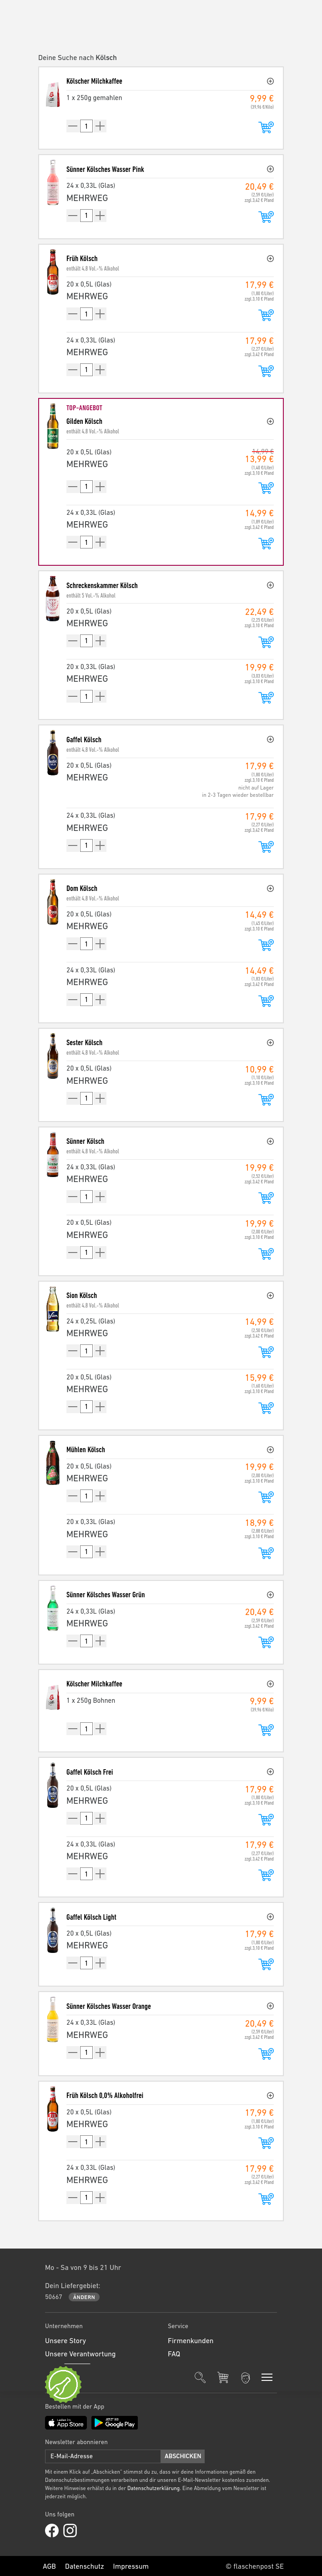 Deine Suche nach Kölsch
Kölscher Milchkaffee
1 x 250g gemahlen
9,99 €
(39,96 €/Kilo)
1
Sünner Kölsches Wasser Pink
24 x 0,33L (Glas)
MEHRWEG
20,49 €
(2,59 €/Liter)
zzgl. 3,42 € Pfand
1
Früh Kölsch
enthält 4.8 Vol.-% Alkohol
20 x 0,5L (Glas)
MEHRWEG
17,99 €
(1,80 €/Liter)
zzgl. 3,10 € Pfand
1
24 x 0,33L (Glas)
MEHRWEG
17,99 €
(2,27 €/Liter)
zzgl. 3,42 € Pfand
1
TOP-ANGEBOT
Gilden Kölsch
enthält 4.8 Vol.-% Alkohol
20 x 0,5L (Glas)
MEHRWEG
14,99 €
13,99 €
(1,40 €/Liter)
zzgl. 3,10 € Pfand
1
24 x 0,33L (Glas)
MEHRWEG
14,99 €
(1,89 €/Liter)
zzgl. 3,42 € Pfand
1
Schreckenskammer Kölsch
enthält 5 Vol.-% Alkohol
20 x 0,5L (Glas)
MEHRWEG
22,49 €
(2,25 €/Liter)
zzgl. 3,10 € Pfand
1
20 x 0,33L (Glas)
MEHRWEG
19,99 €
(3,03 €/Liter)
zzgl. 3,10 € Pfand
1
Gaffel Kölsch
enthält 4.8 Vol.-% Alkohol
20 x 0,5L (Glas)
MEHRWEG
17,99 €
(1,80 €/Liter)
zzgl. 3,10 € Pfand
nicht auf Lager
in 2-3 Tagen wieder bestellbar
24 x 0,33L (Glas)
MEHRWEG
17,99 €
(2,27 €/Liter)
zzgl. 3,42 € Pfand
1
Dom Kölsch
enthält 4.8 Vol.-% Alkohol
20 x 0,5L (Glas)
MEHRWEG
14,49 €
(1,45 €/Liter)
zzgl. 3,10 € Pfand
1
24 x 0,33L (Glas)
MEHRWEG
14,49 €
(1,83 €/Liter)
zzgl. 3,42 € Pfand
1
Sester Kölsch
enthält 4.8 Vol.-% Alkohol
20 x 0,5L (Glas)
MEHRWEG
10,99 €
(1,10 €/Liter)
zzgl. 3,10 € Pfand
1
Sünner Kölsch
enthält 4.8 Vol.-% Alkohol
24 x 0,33L (Glas)
MEHRWEG
19,99 €
(2,52 €/Liter)
zzgl. 3,42 € Pfand
1
20 x 0,5L (Glas)
MEHRWEG
19,99 €
(2,00 €/Liter)
zzgl. 3,10 € Pfand
1
Sion Kölsch
enthält 4.8 Vol.-% Alkohol
24 x 0,25L (Glas)
MEHRWEG
14,99 €
(2,50 €/Liter)
zzgl. 3,42 € Pfand
1
20 x 0,5L (Glas)
MEHRWEG
15,99 €
(1,60 €/Liter)
zzgl. 3,10 € Pfand
1
Mühlen Kölsch
20 x 0,5L (Glas)
MEHRWEG
19,99 €
(2,00 €/Liter)
zzgl. 3,10 € Pfand
1
20 x 0,33L (Glas)
MEHRWEG
18,99 €
(2,88 €/Liter)
zzgl. 3,10 € Pfand
1
Sünner Kölsches Wasser Grün
24 x 0,33L (Glas)
MEHRWEG
20,49 €
(2,59 €/Liter)
zzgl. 3,42 € Pfand
1
Kölscher Milchkaffee
1 x 250g Bohnen
9,99 €
(39,96 €/Kilo)
1
Gaffel Kölsch Frei
20 x 0,5L (Glas)
MEHRWEG
17,99 €
(1,80 €/Liter)
zzgl. 3,10 € Pfand
1
24 x 0,33L (Glas)
MEHRWEG
17,99 €
(2,27 €/Liter)
zzgl. 3,42 € Pfand
1
Gaffel Kölsch Light
20 x 0,5L (Glas)
MEHRWEG
17,99 €
(1,80 €/Liter)
zzgl. 3,10 € Pfand
1
Sünner Kölsches Wasser Orange
24 x 0,33L (Glas)
MEHRWEG
20,49 €
(2,59 €/Liter)
zzgl. 3,42 € Pfand
1
Früh Kölsch 0,0% Alkoholfrei
20 x 0,5L (Glas)
MEHRWEG
17,99 €
(1,80 €/Liter)
zzgl. 3,10 € Pfand
1
24 x 0,33L (Glas)
MEHRWEG
17,99 €
(2,27 €/Liter)
zzgl. 3,42 € Pfand
1
Mo - Sa von 9 bis 21 Uhr
Dein Liefergebiet:
50667 ÄNDERN
Unternehmen
Unsere Story
Unsere Verantwortung
Service
Firmenkunden
FAQ
Bestellen mit der App
Laden im
App Store
JETZT BEI
Google Play
Newsletter abonnieren
E-Mail-Adresse ABSCHICKEN
Mit einem Klick auf „Abschicken" stimmst du zu, dass wir deine Informationen gemäß den
Datenschutzbestimmungen verarbeiten und dir unseren E-Mail-Newsletter kostenlos zusenden.
Weitere Hinweise erhälst du in der Datenschutzerklärung. Eine Abmeldung vom Newsletter ist
jederzeit möglich.
Uns folgen
AGB Datenschutz Impressum © flaschenpost SE